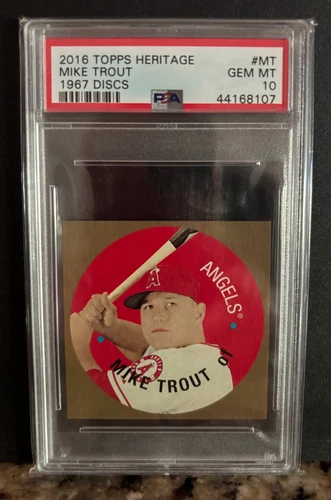 2016 TOPPS HERITAGE #MT
MIKE TROUT GEM MT
1967 DISCS 10
PSA 44168107
A
ANGELS®
MIKE TROUT of
A